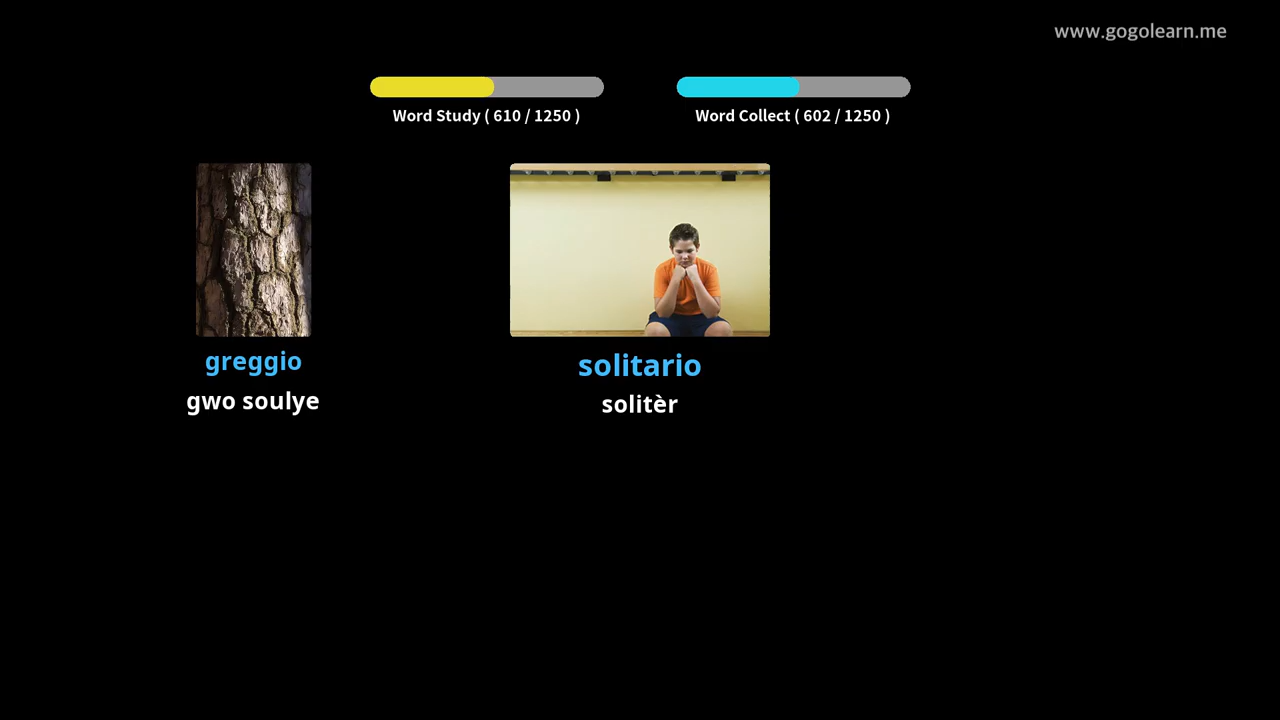 www.gogolearn.me
Word Study ( 610 / 1250 )
Word Collect ( 602 / 1250 )
greggio
gwo soulye
solitario
solitèr